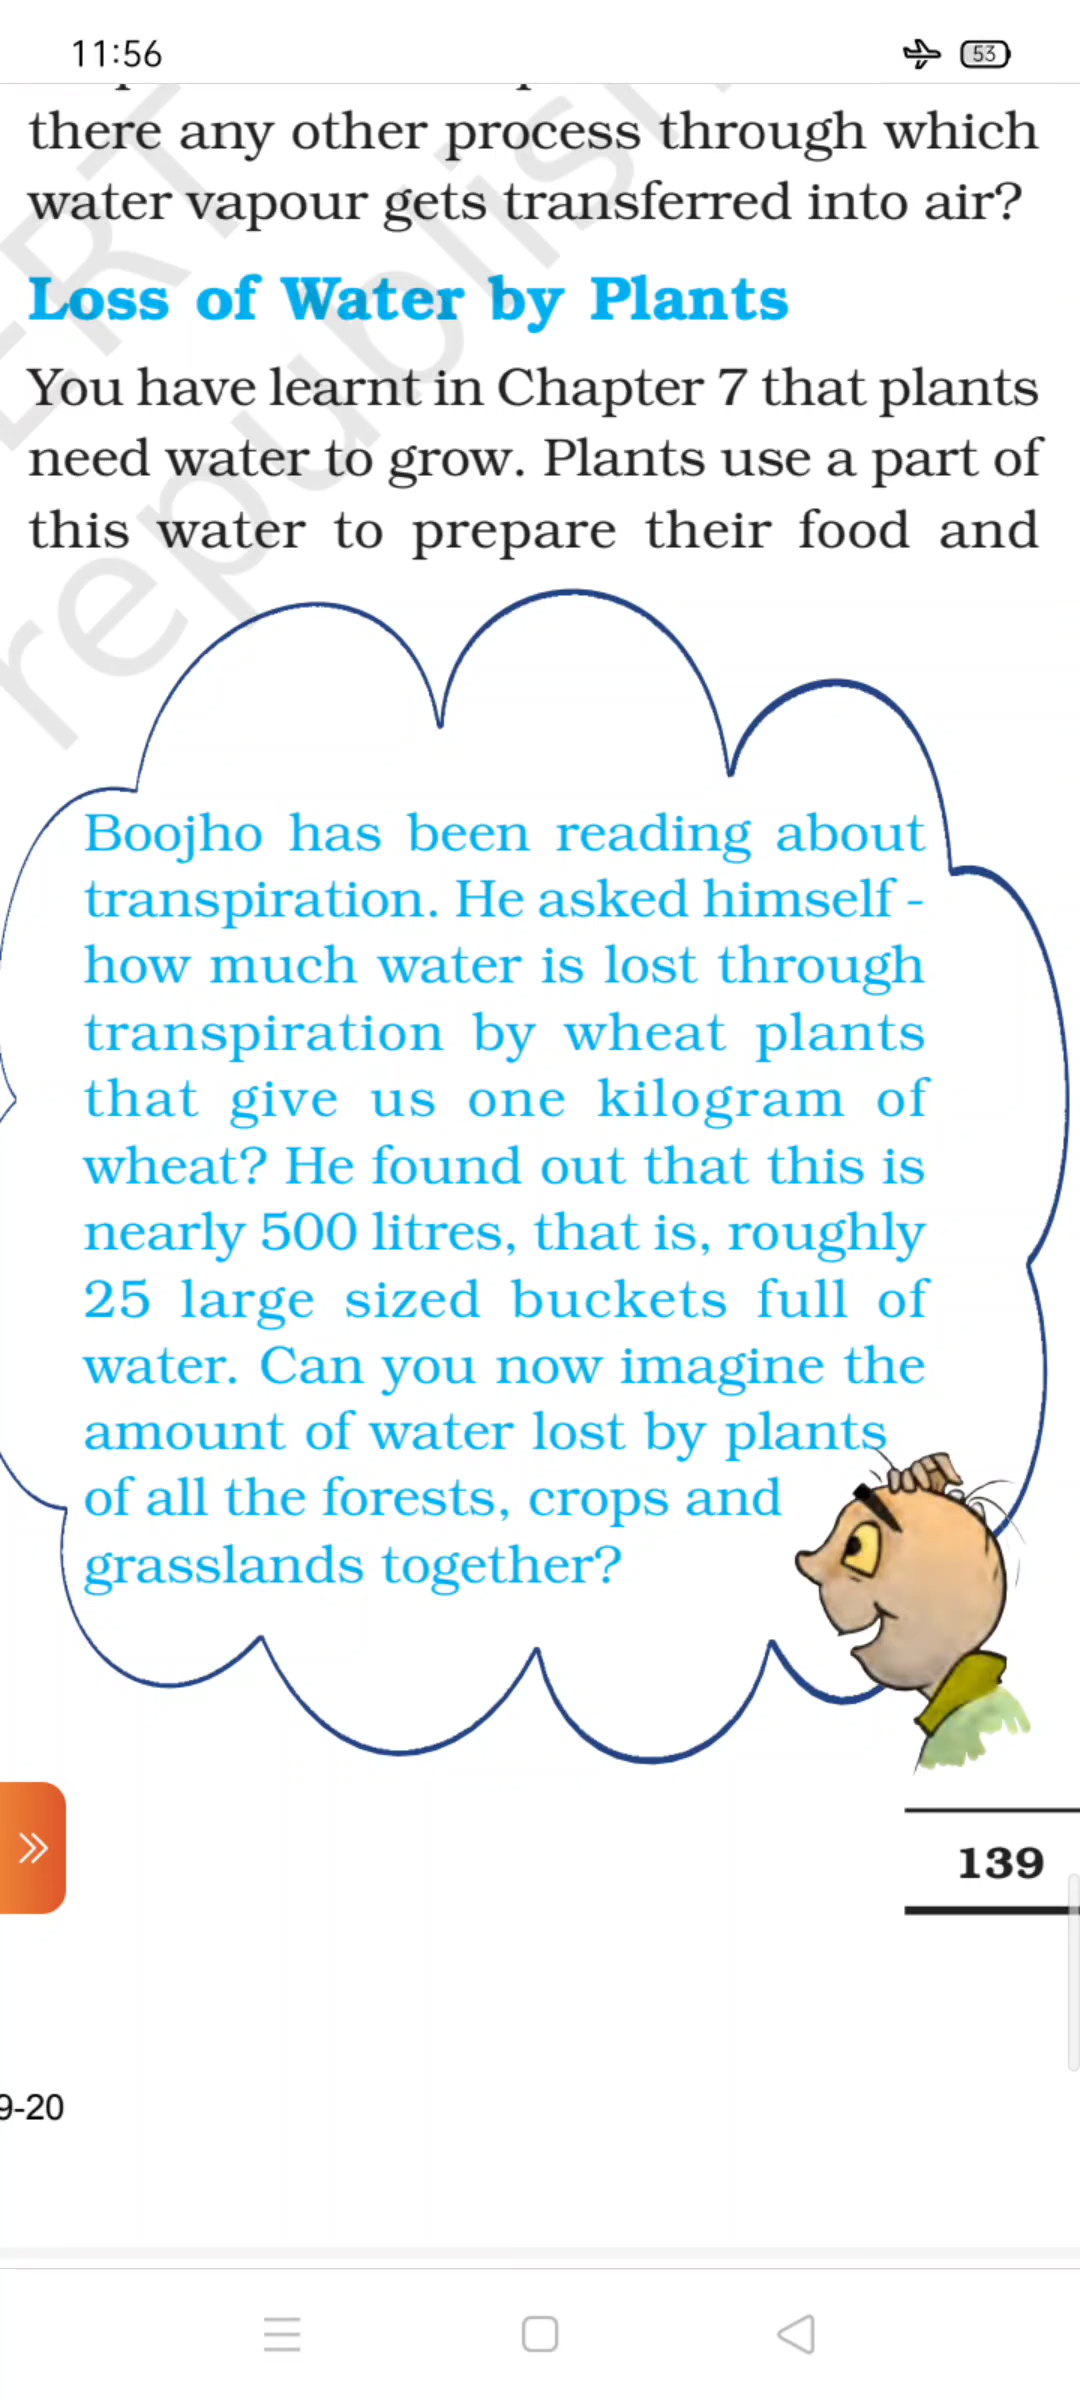 11:56
53
there any other process through which
water vapour gets transferred into air?
Loss of Water by Plants
You have learnt in Chapter 7 that plants
need water to grow. Plants use a part of
this water to prepare their food and
Boojho has been reading about
transpiration. He asked himself -
how much water is lost through
transpiration by wheat plants
that give us one kilogram of
wheat? He found out that this is
nearly 500 litres, that is, roughly
25 large sized buckets full of
water. Can you now imagine the
amount of water lost by plants
of all the forests, crops and
grasslands together?
139
9-20
republis